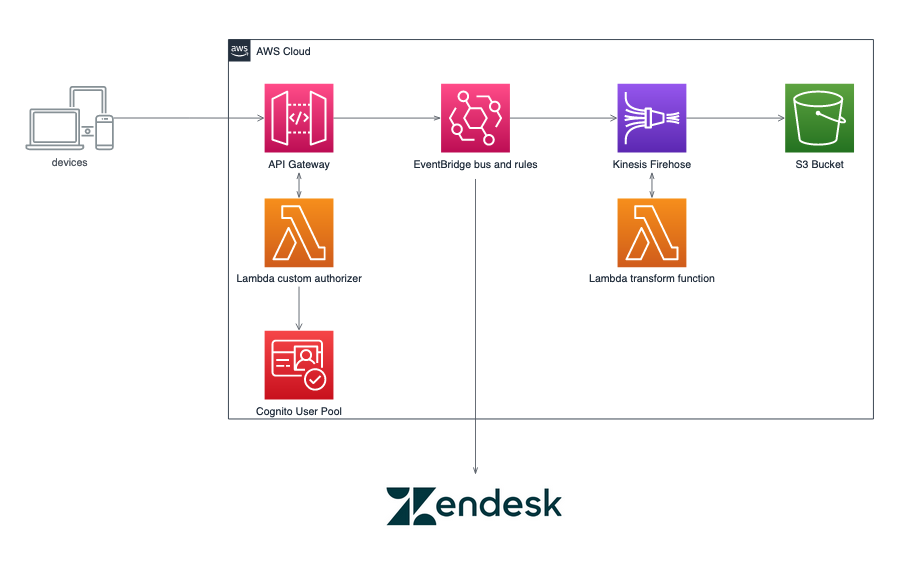 aws
AWS Cloud
devices
API Gateway
EventBridge bus and rules
Kinesis Firehose
S3 Bucket
Lambda custom authorizer
Lambda transform function
Cognito User Pool
zendesk